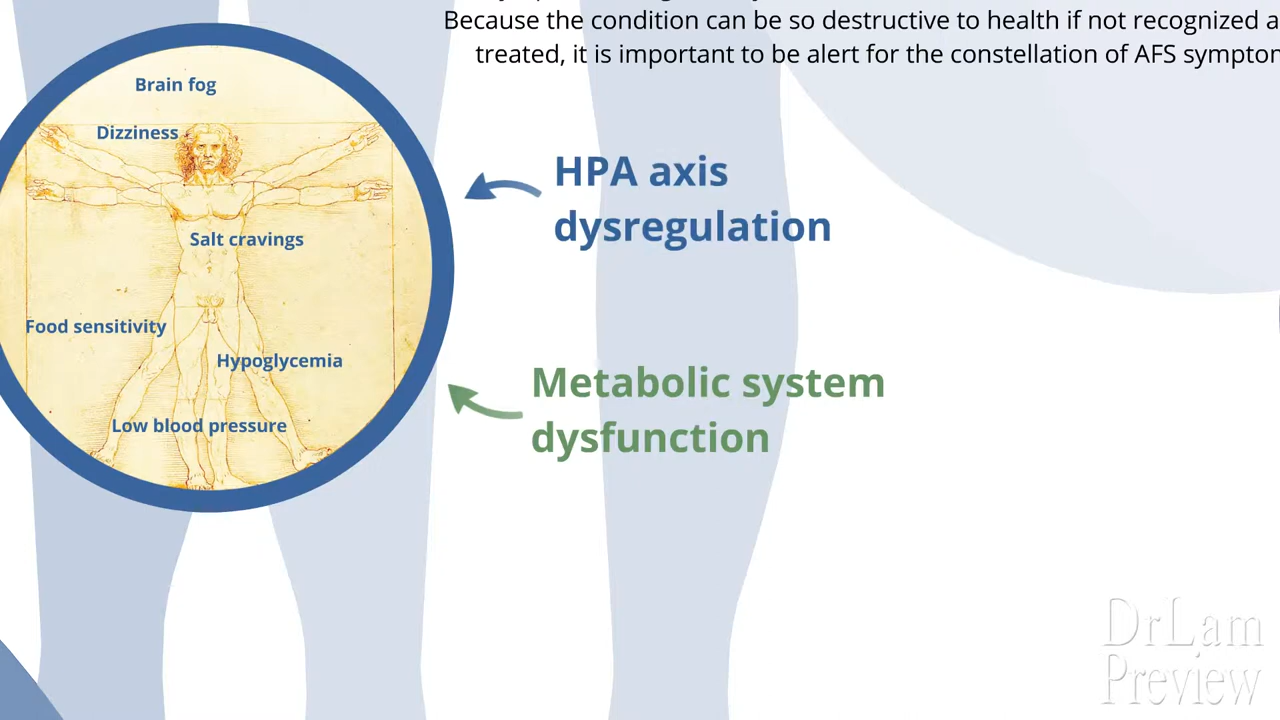 Because the condition can be so destructive to health if not recognized a
treated, it is important to be alert for the constellation of AFS
Brain fog
Dizziness
Salt cravings
Food sensitivity
Hypoglycemia
Low blood pressure
HPA axis
dysregulation
Metabolic system
dysfunction
DrLam
Preview